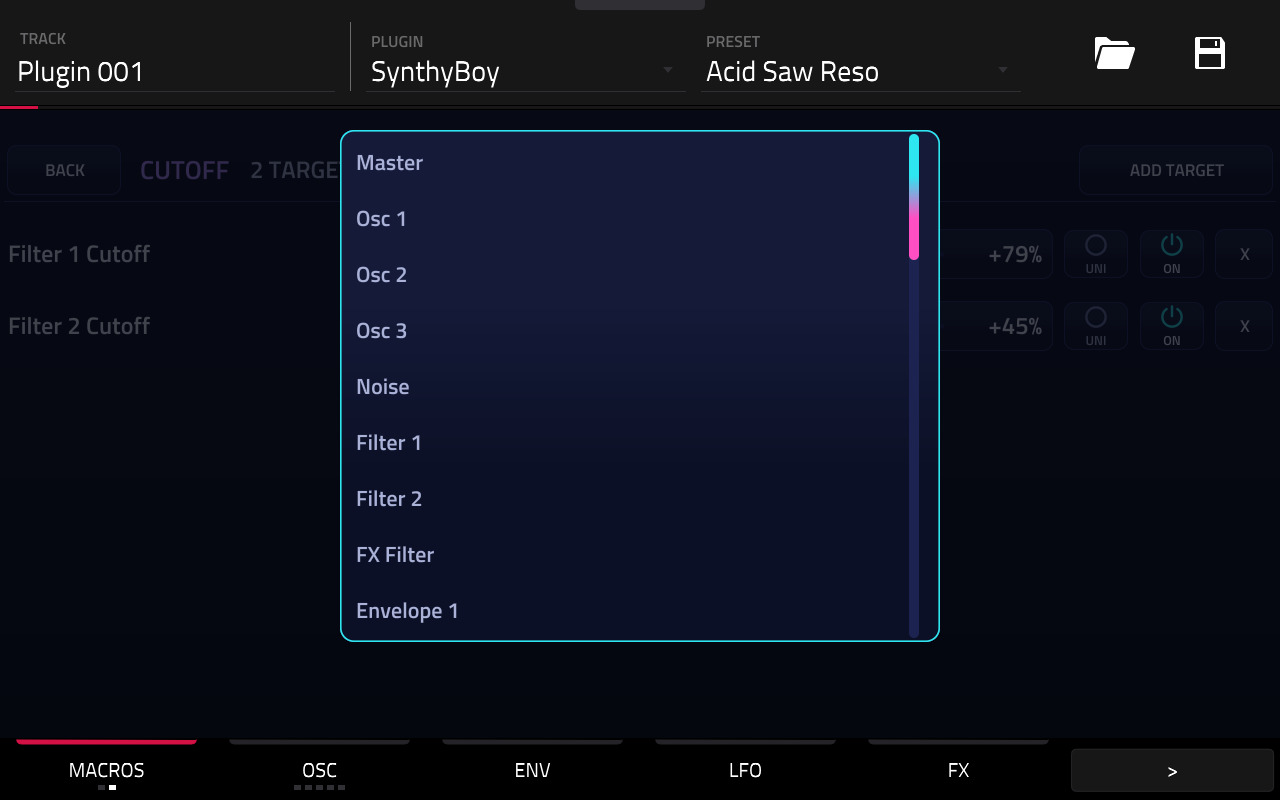 TRACK
Plugin 001
PLUGIN
SynthyBoy
PRESET
Acid Saw Reso
BACK
CUTOFF
2 TARGE
ADD TARGET
Master
Osc 1
Osc 2
Osc 3
Noise
Filter 1
Filter 2
FX Filter
Envelope 1
Filter 1 Cutoff
+79%
UNI
ON
X
Filter 2 Cutoff
+45%
UNI
ON
X
MACROS
OSC
ENV
LFO
FX
>